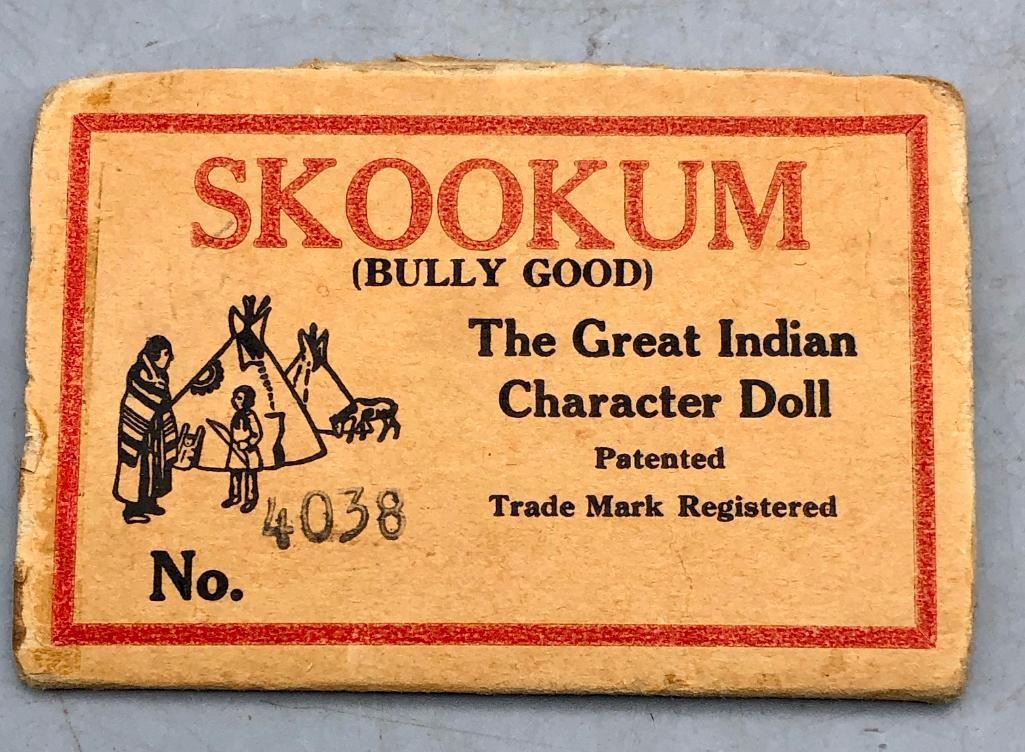 SKOOKUM
(BULLY GOOD)
The Great Indian
Character Doll
Patented
Trade Mark Registered
4038
No.